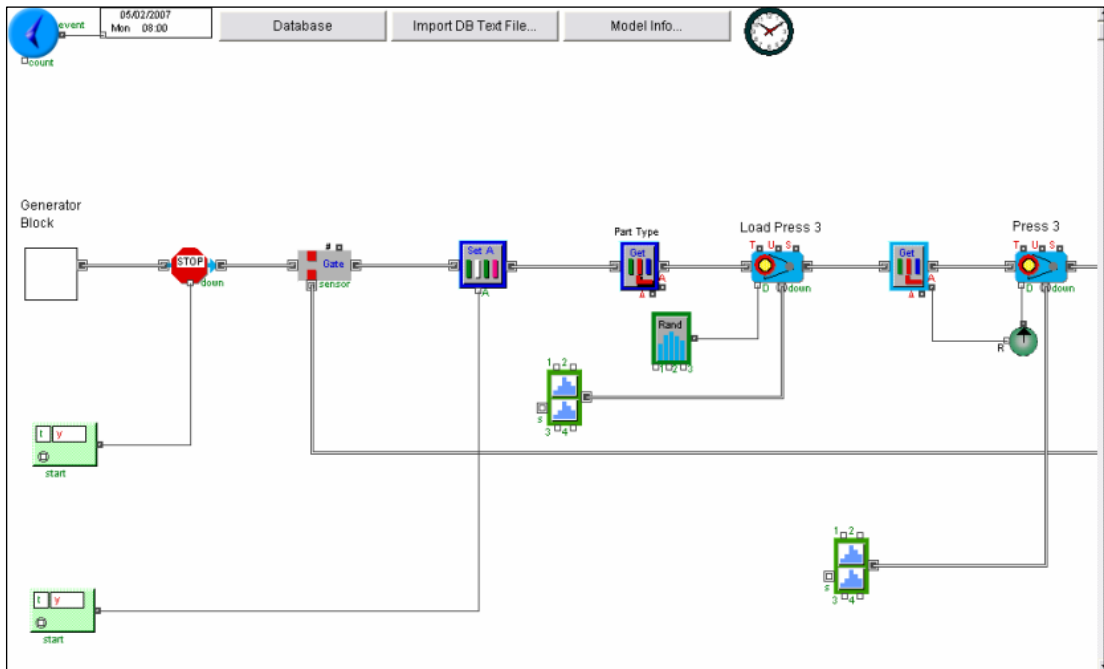 event
count
05/02/2007
Mon 08:00
Database
Import DB Text File...
Model Info...
Generator
Block
STOP
down
#
Gate
sensor
Set A
A
Part Type
Get
A
Δ
Load Press 3
T U S
D down
Get
A
Δ
Press 3
T U S
D down
Rand
1 2 3
R
1 2
s
3 4
t y
start
1 2
s
3 4
t y
start